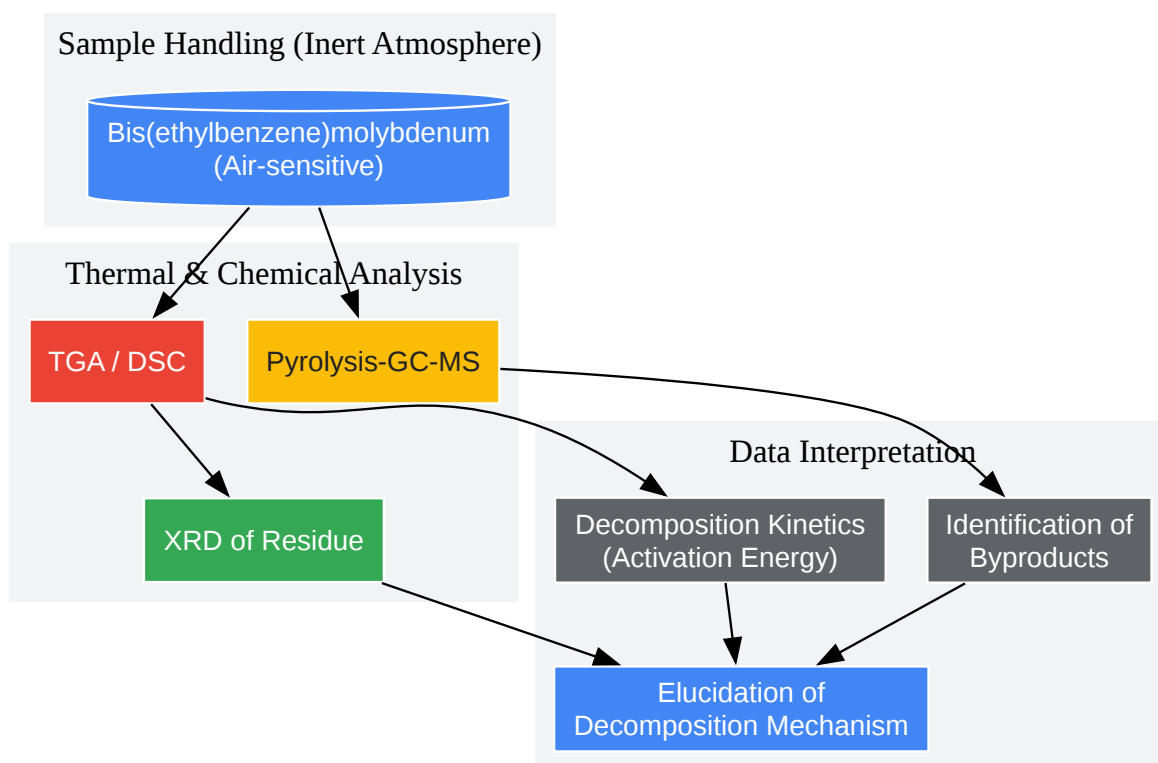 Sample Handling (Inert Atmosphere)
Bis(ethylbenzene)molybdenum
(Air-sensitive)
Thermal & Chemical Analysis
TGA / DSC
Pyrolysis-GC-MS
Data Interpretation
XRD of Residue
Decomposition Kinetics
(Activation Energy)
Identification of
Byproducts
Elucidation of
Decomposition Mechanism